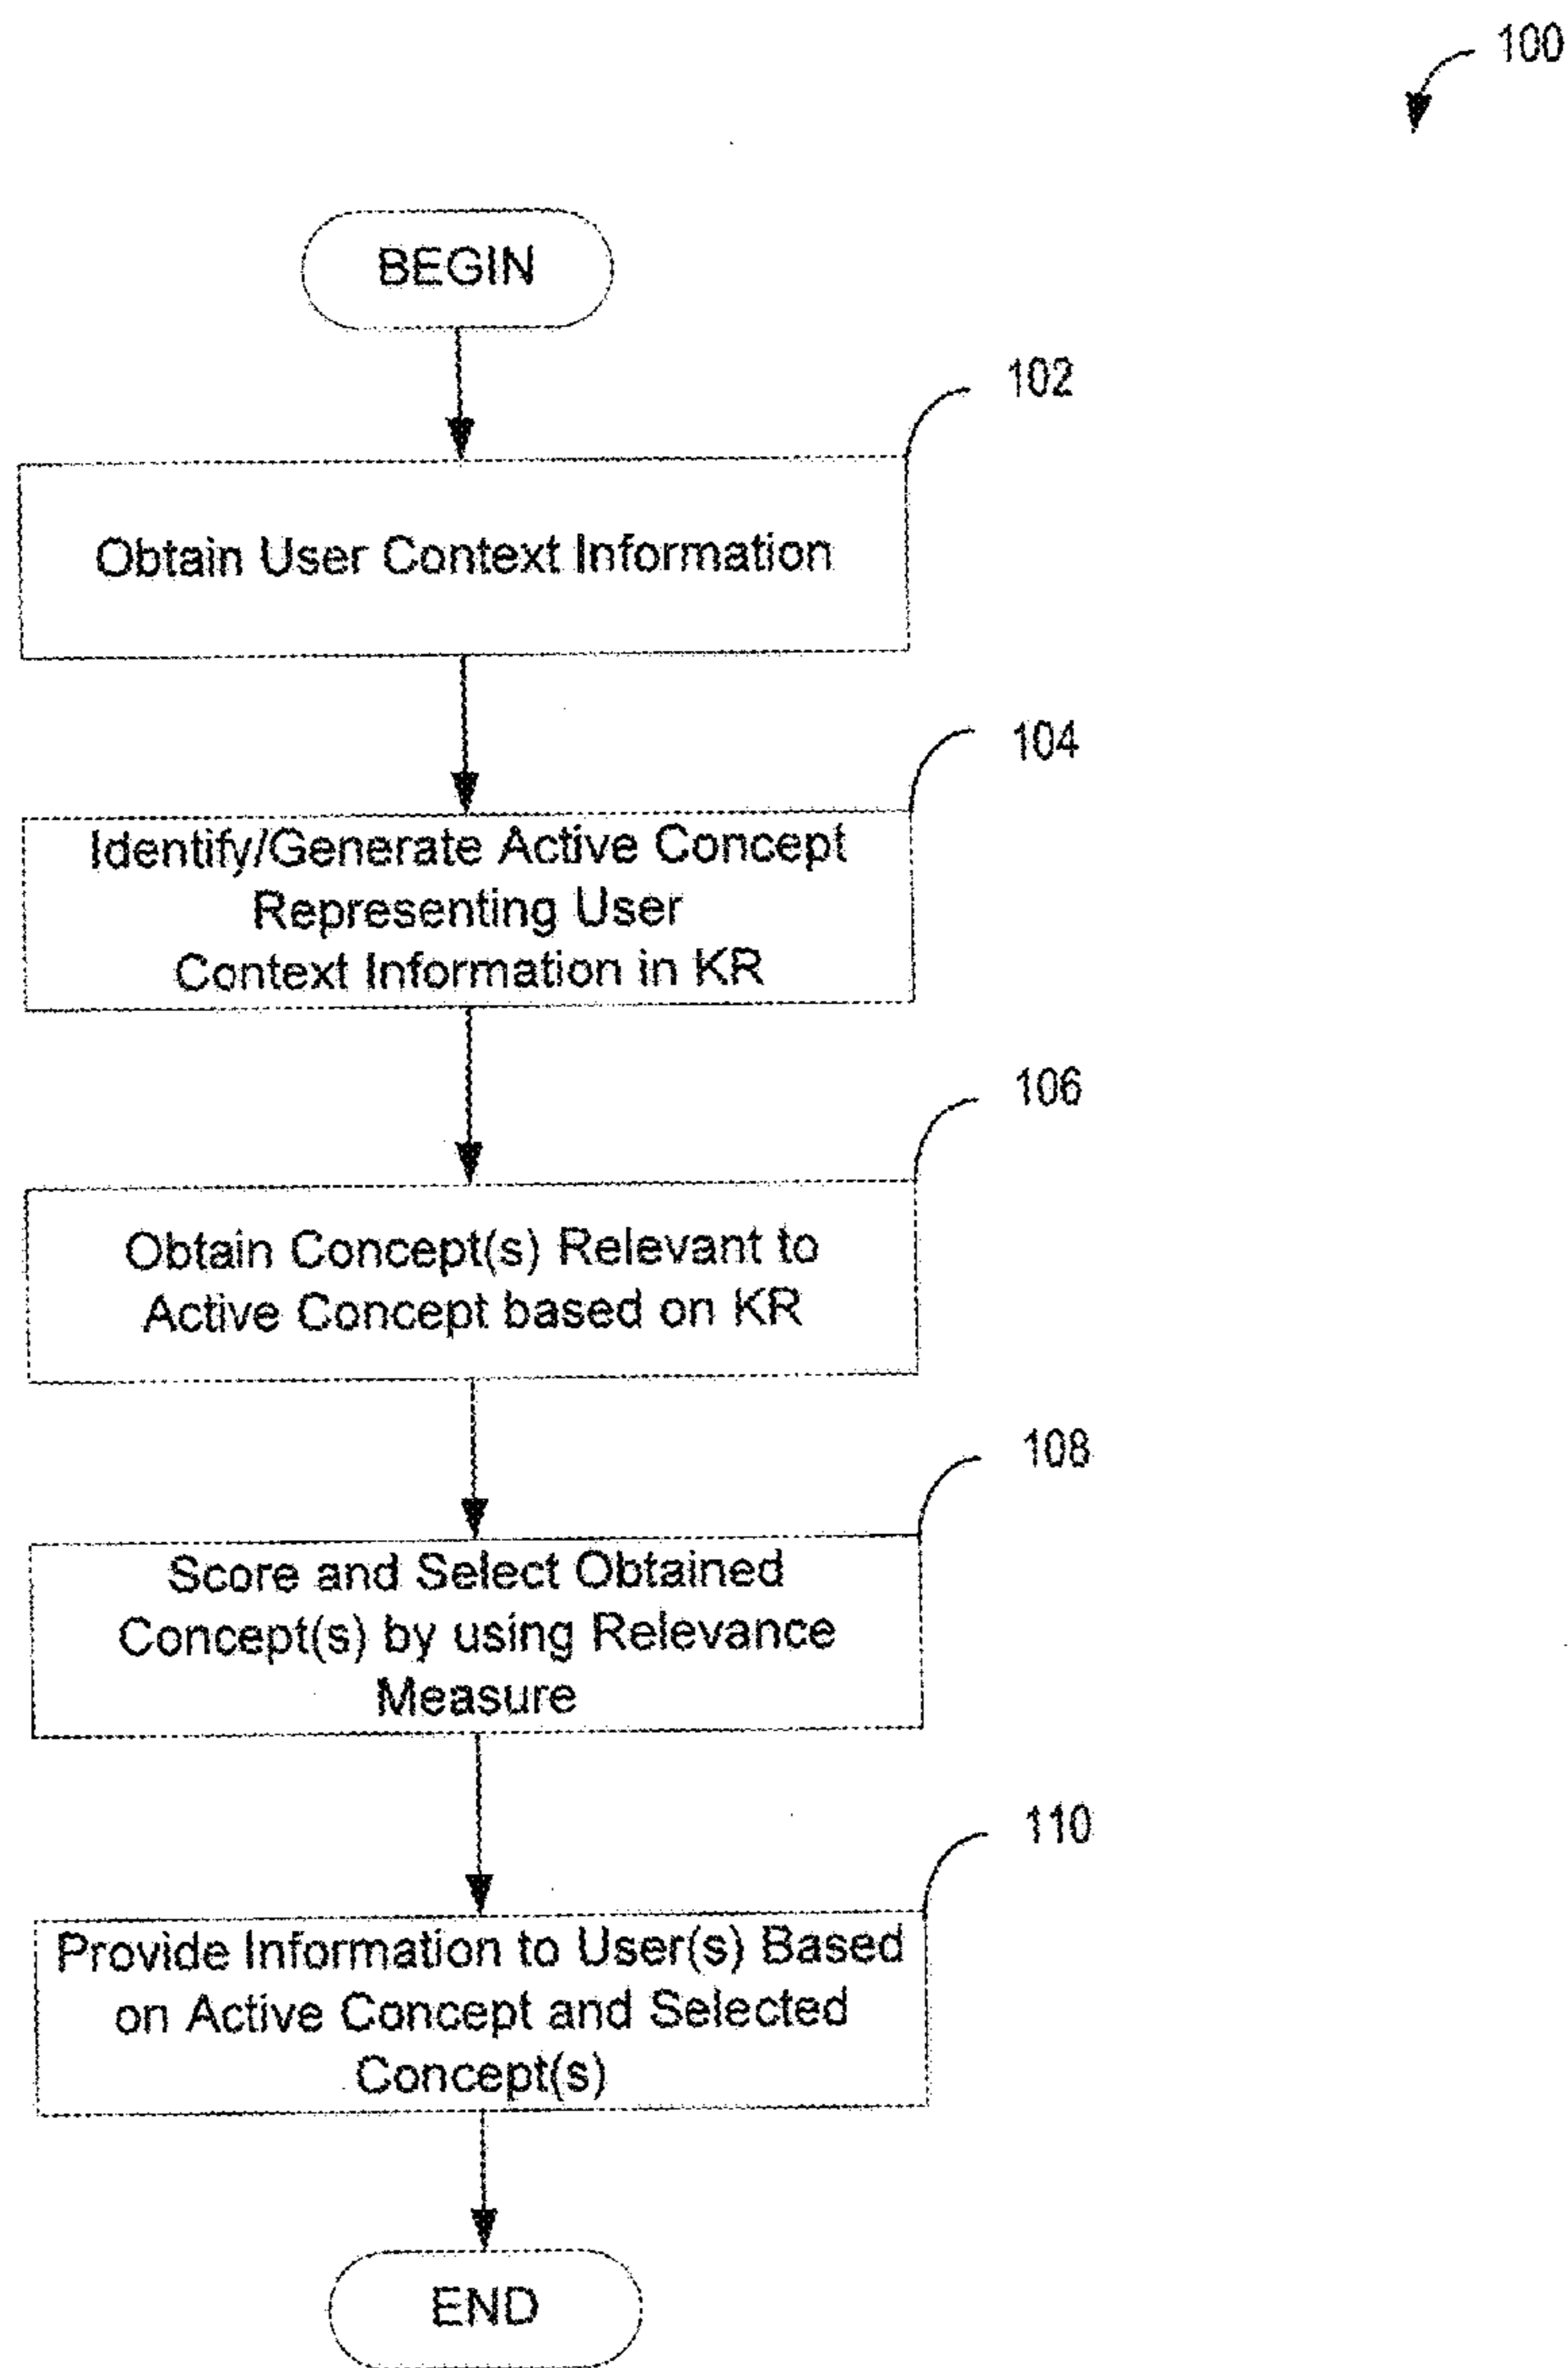 100
BEGIN
102
Obtain User Context Information
104
Identify/Generate Active Concept
Representing User
Context Information in KR
106
Obtain Concept(s) Relevant to
Active Concept based on KR
108
Score and Select Obtained
Concept(s) by using Relevance
Measure
110
Provide Information to User(s) Based
on Active Concept and Selected
Concept(s)
END